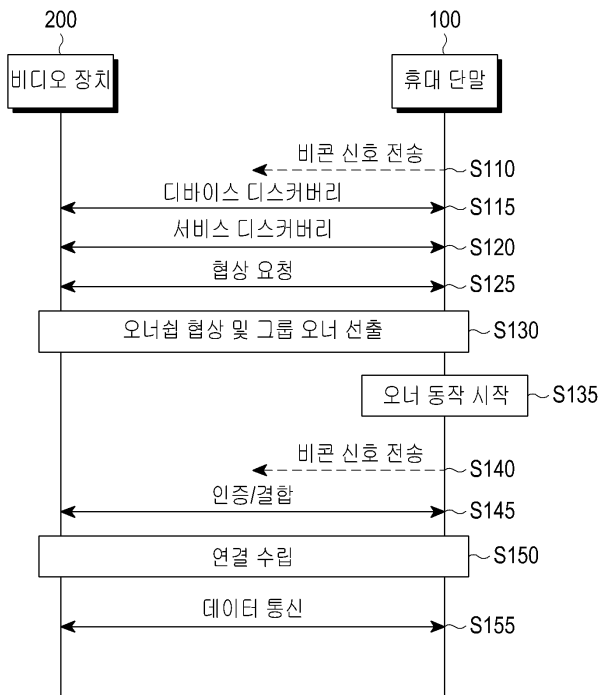 200 100
비디오 장치 휴대 단말
비콘 신호 전송 S110
디바이스 디스커버리 S115
서비스 디스커버리 S120
협상 요청 S125
오너쉽 협상 및 그룹 오너 선출 S130
오너 동작 시작 S135
비콘 신호 전송 S140
인증/결합 S145
연결 수립 S150
데이터 통신 S155